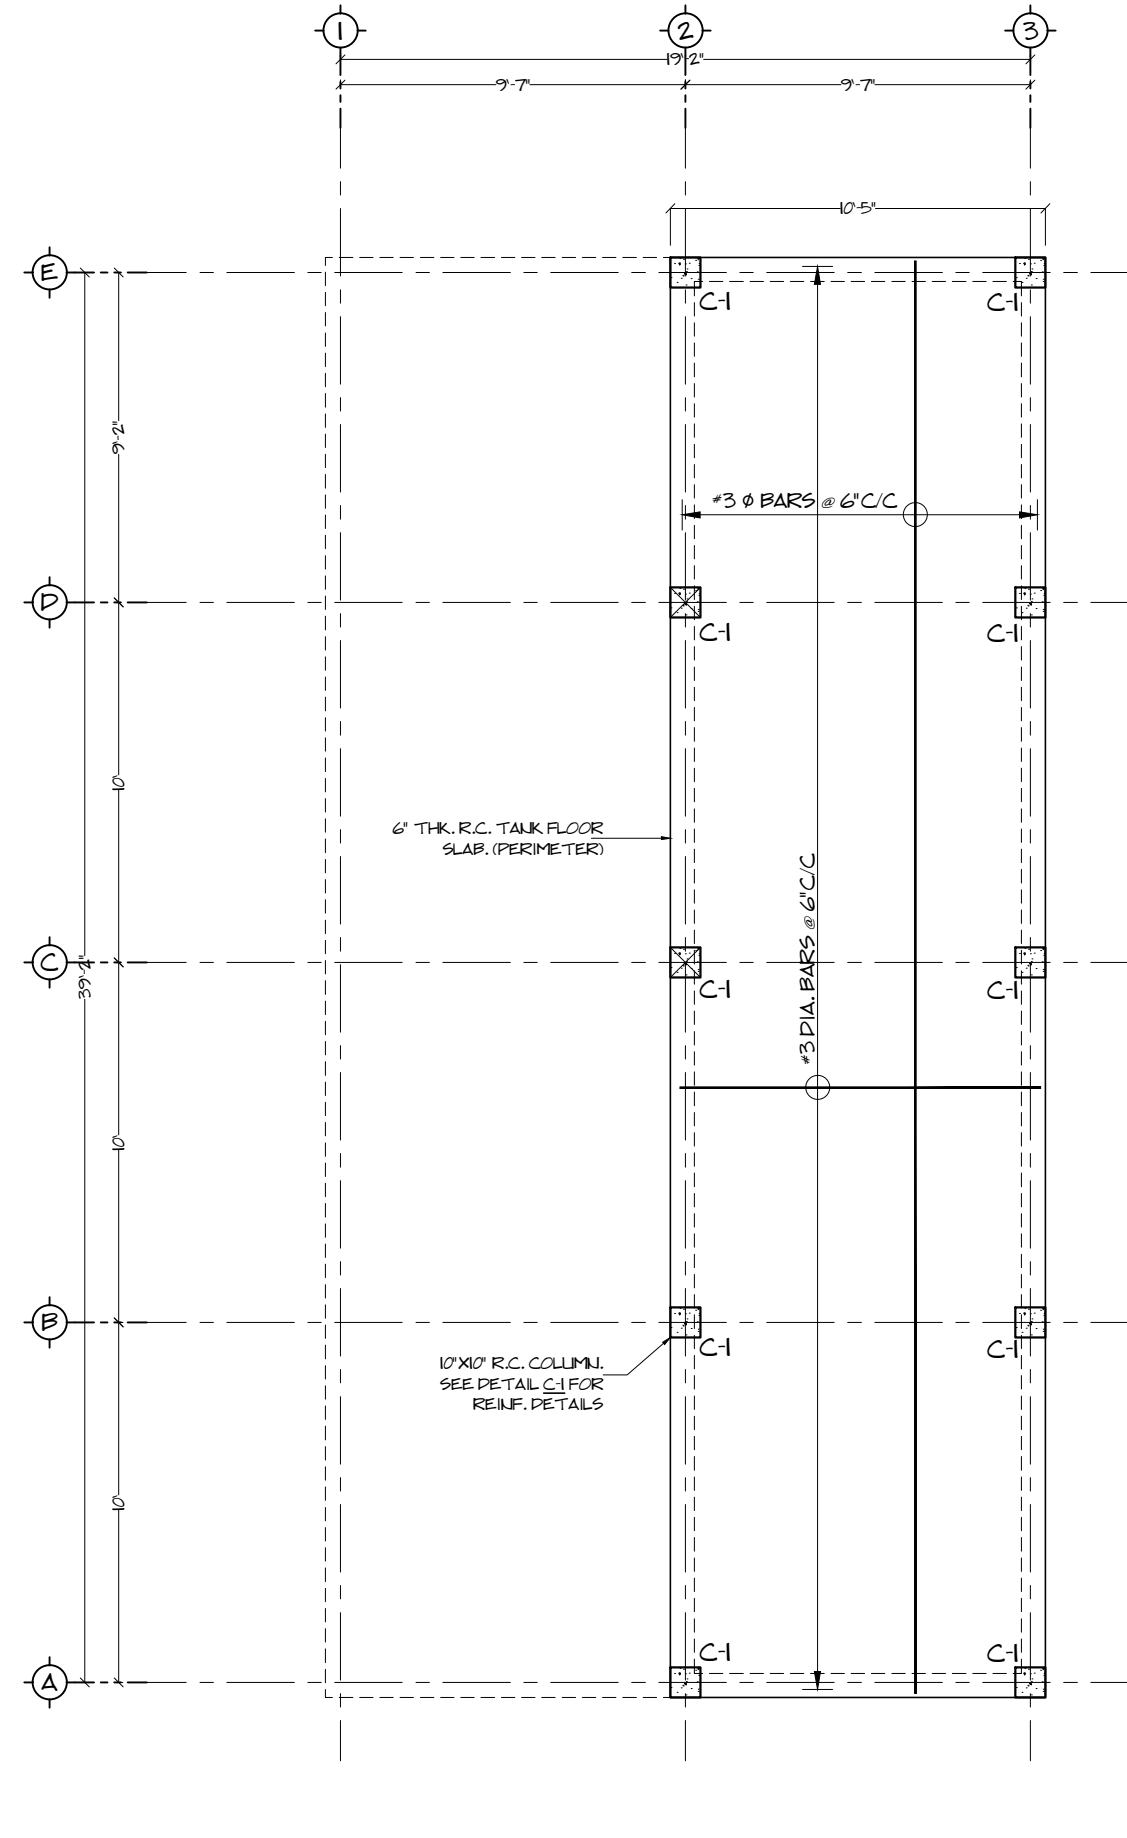 1
2
3
19'-2"
9'-7"
9'-7"
10'-5"
E
C-1
C-1
9'-2"
#3 Ø BARS @ 6"C/C
D
C-1
C-1
10'
6" THK. R.C. TANK FLOOR
SLAB. (PERIMETER)
#3 DIA. BARS @ 6"C/C
C
39'-2"
C-1
C-1
10'
B
C-1
C-1
10"X10" R.C. COLUMN.
SEE DETAIL C-1 FOR
REINF. DETAILS
10'
C-1
C-1
A